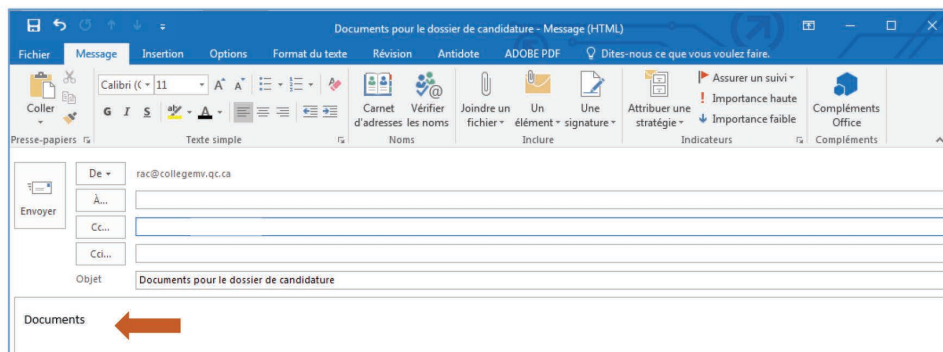 Documents pour le dossier de candidature - Message (HTML)
Fichier Message Insertion Options Format du texte Révision Antidote ADOBE PDF Dites-nous ce que vous voulez faire.
Coller
Presse-papiers
Calibri (C 11
G I S
Texte simple
Carnet d'adresses
Vérifier les noms
Noms
Joindre un fichier
Un élément
Une signature
Inclure
Attribuer une stratégie
Assurer un suivi
Importance haute
Importance faible
Indicateurs
Compléments Office
Compléments
Envoyer
De rac@collegemv.qc.ca
À...
Cc...
Cci...
Objet Documents pour le dossier de candidature
Documents